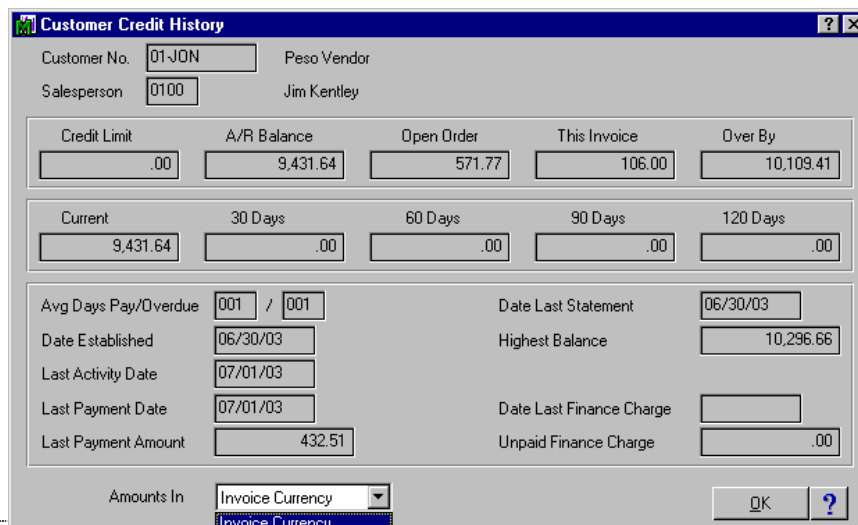 Customer Credit History ? X
Customer No. 01-JON Peso Vendor
Salesperson 0100 Jim Kentley
Credit Limit A/R Balance Open Order This Invoice Over By
.00 9,431.64 571.77 106.00 10,109.41
Current 30 Days 60 Days 90 Days 120 Days
9,431.64 .00 .00 .00 .00
Avg Days Pay/Overdue 001 / 001 Date Last Statement 06/30/03
Date Established 06/30/03 Highest Balance 10,296.66
Last Activity Date 07/01/03
Last Payment Date 07/01/03 Date Last Finance Charge
Last Payment Amount 432.51 Unpaid Finance Charge .00
Amounts In Invoice Currency OK ?
Invoice Currency